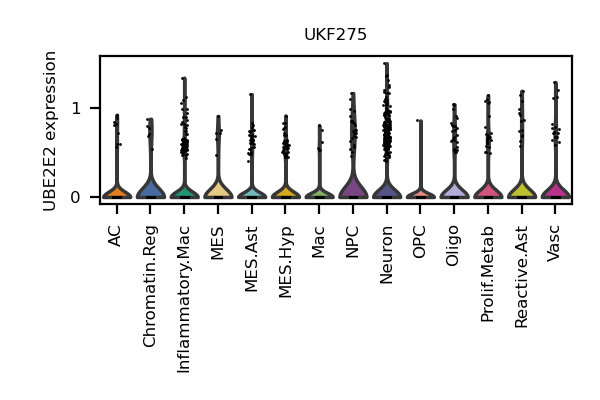 UKF275
UBE2E2 expression
1
0
AC
Chromatin.Reg
Inflammatory.Mac
MES
MES.Ast
MES.Hyp
Mac
NPC
Neuron
OPC
Oligo
Prolif.Metab
Reactive.Ast
Vasc